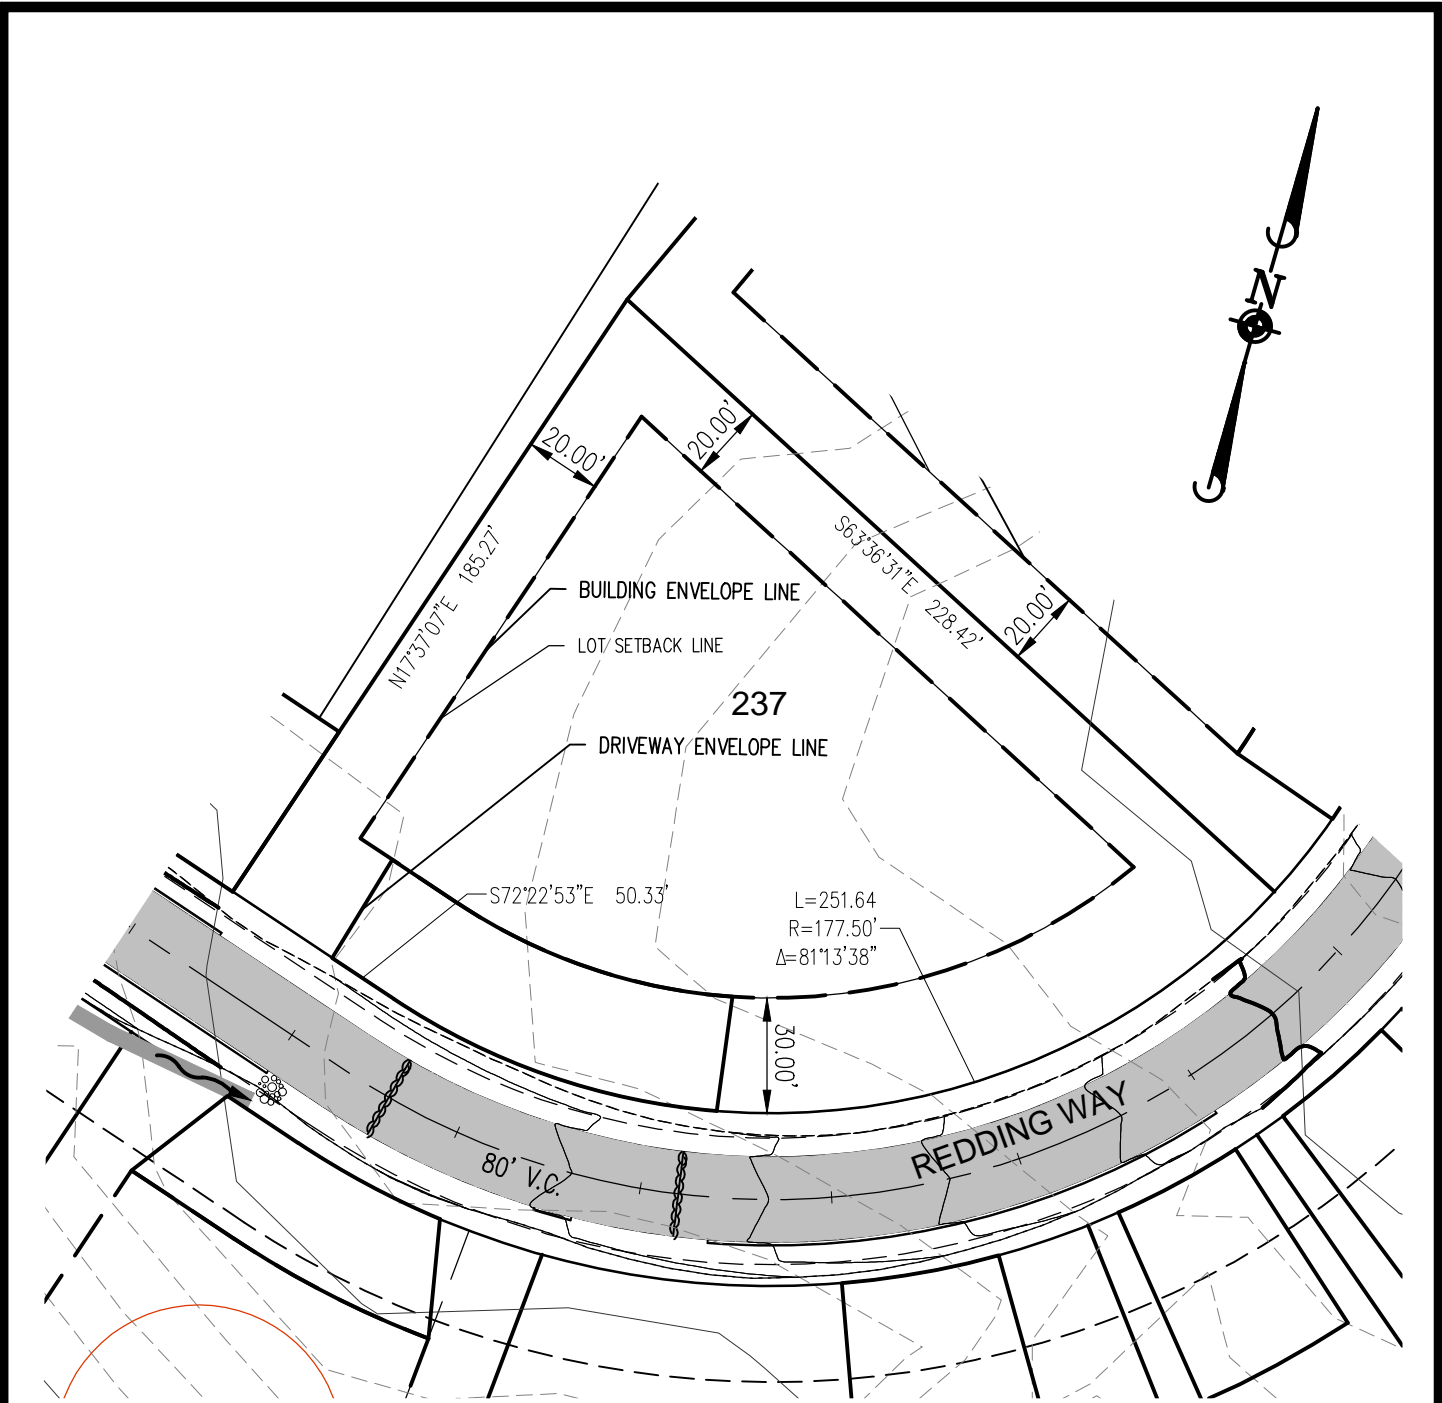 N
20.00'
20.00'
S63°36'31"E 228.42'
20.00'
N17°37'07"E 185.27'
BUILDING ENVELOPE LINE
LOT SETBACK LINE
237
DRIVEWAY ENVELOPE LINE
S72°22'53"E 50.33'
L=251.64
R=177.50'
Δ=81°13'38"
30.00'
REDDING WAY
80' V.C.